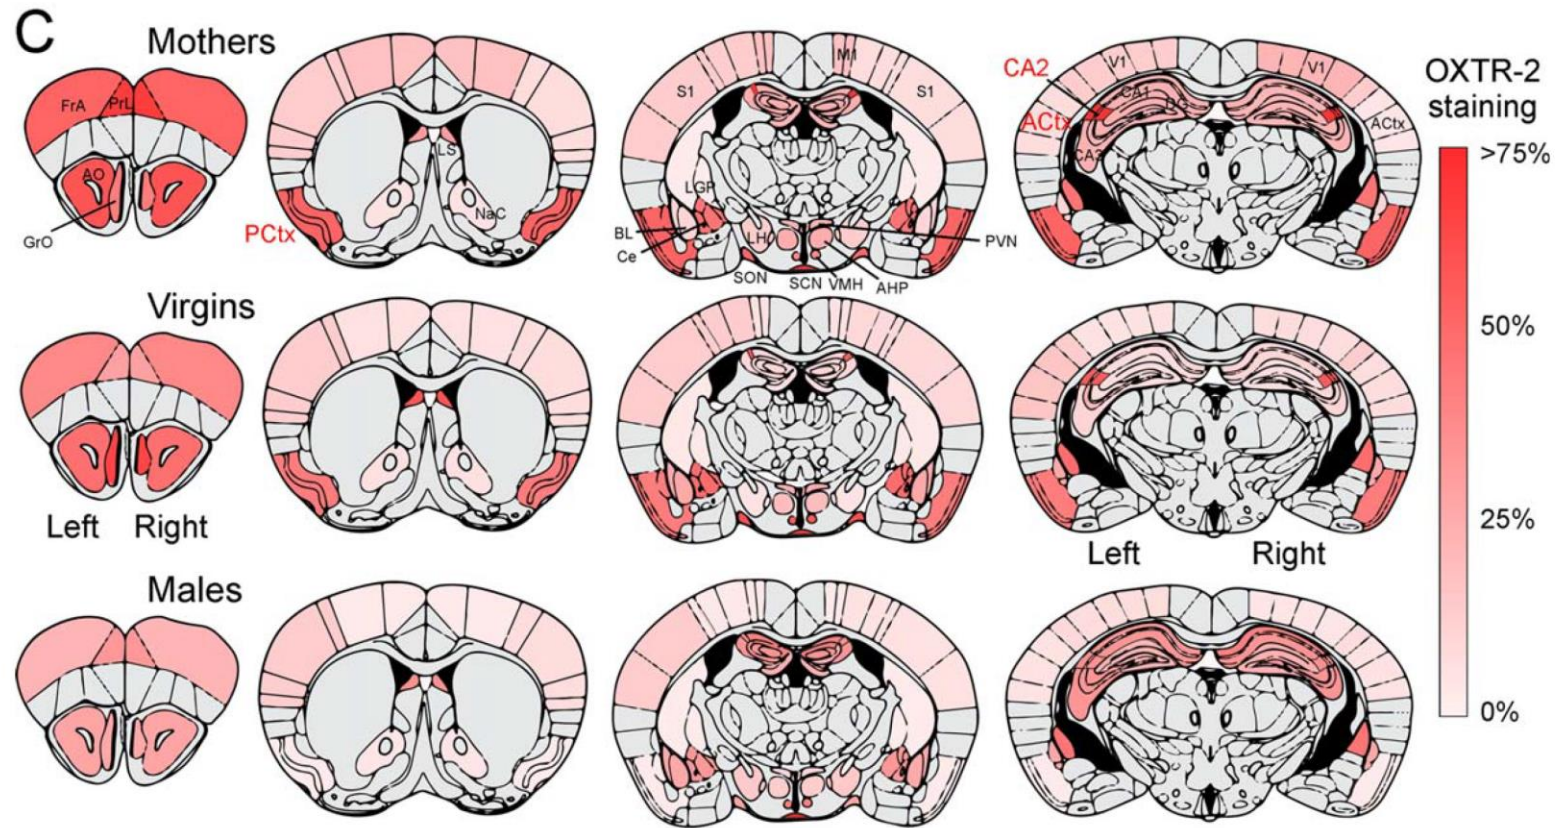 C
Mothers
FrA
PrL
AO
GrO
PCtx
LS
NaC
M1
S1
S1
LGP
BL
Ce
LH
PVN
SON
SCN
VMH
AHP
CA2
V1
V1
CA1
DG
ACtx
ACtx
CA3
OXTR-2
staining
>75%
50%
25%
0%
Virgins
Left
Right
Left
Right
Males